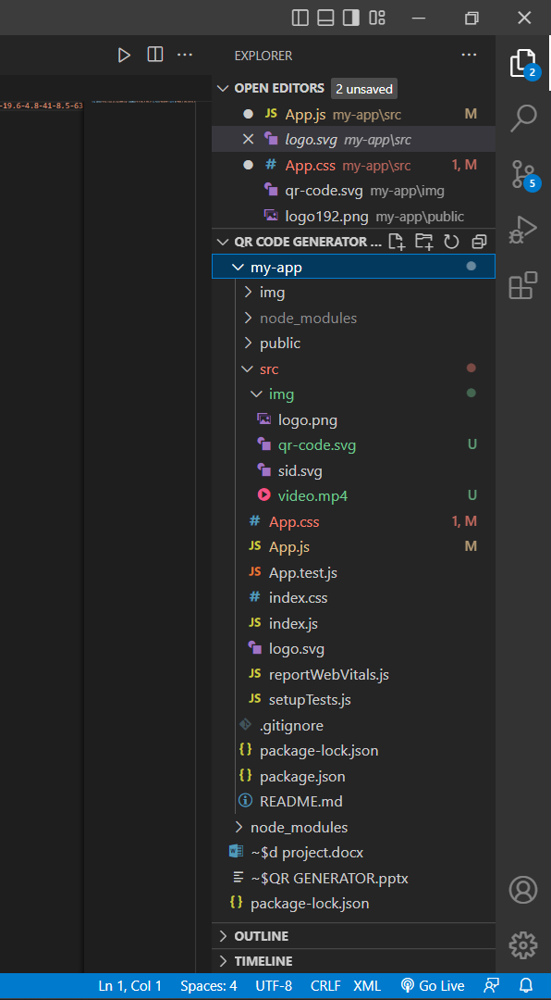 EXPLORER
-19.6-4.8-41-8.5-63
OPEN EDITORS 2 unsaved
JS App.js my-app\src M
logo.svg my-app\src
# App.css my-app\src 1, M
qr-code.svg my-app\img
logo192.png my-app\public
QR CODE GENERATOR ...
my-app
img
node_modules
public
src
img
logo.png
qr-code.svg U
sid.svg
video.mp4 U
# App.css 1, M
JS App.js M
JS App.test.js
# index.css
JS index.js
logo.svg
JS reportWebVitals.js
JS setupTests.js
.gitignore
{} package-lock.json
{} package.json
README.md
node_modules
~$d project.docx
~$QR GENERATOR.pptx
{} package-lock.json
OUTLINE
TIMELINE
2
5
Ln 1, Col 1 Spaces: 4 UTF-8 CRLF XML Go Live